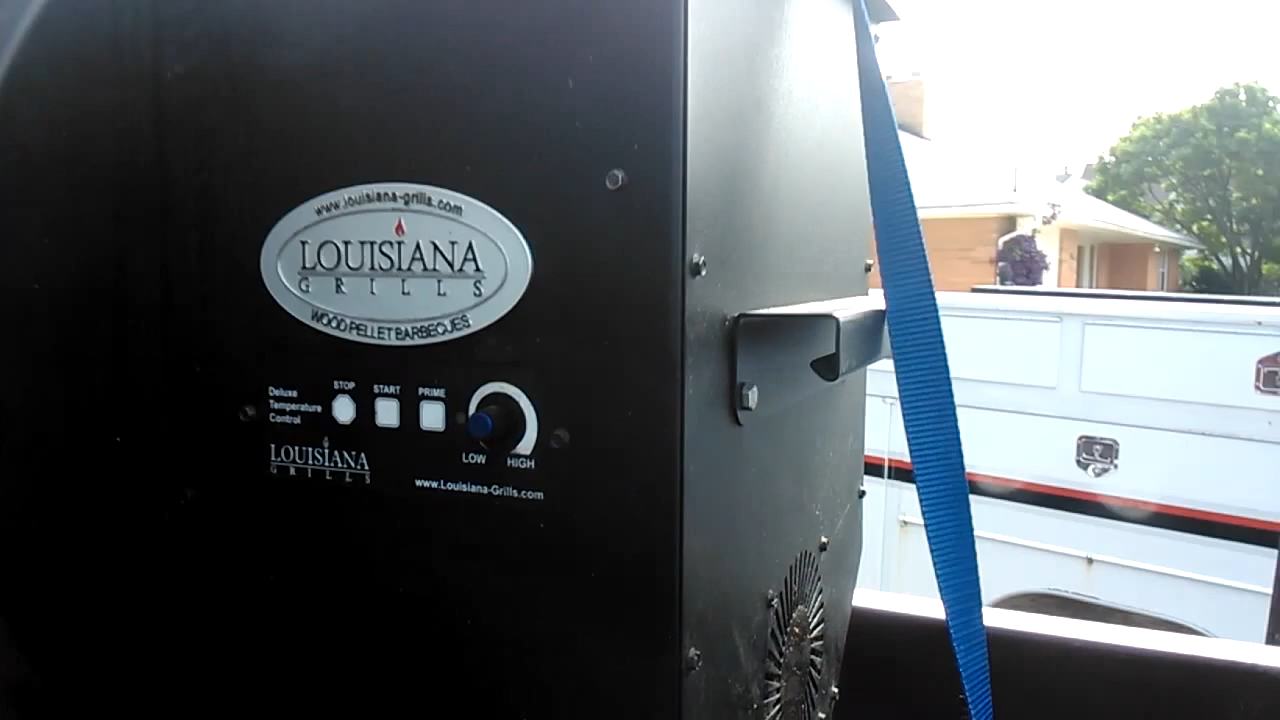 www.louisiana-grills.com
LOUISIANA
GRILLS
WOOD PELLET BARBECUES
Deluxe
Temperature
Control
STOP
START
PRIME
LOW
HIGH
LOUISIANA
GRILLS
www.Louisiana-Grills.com